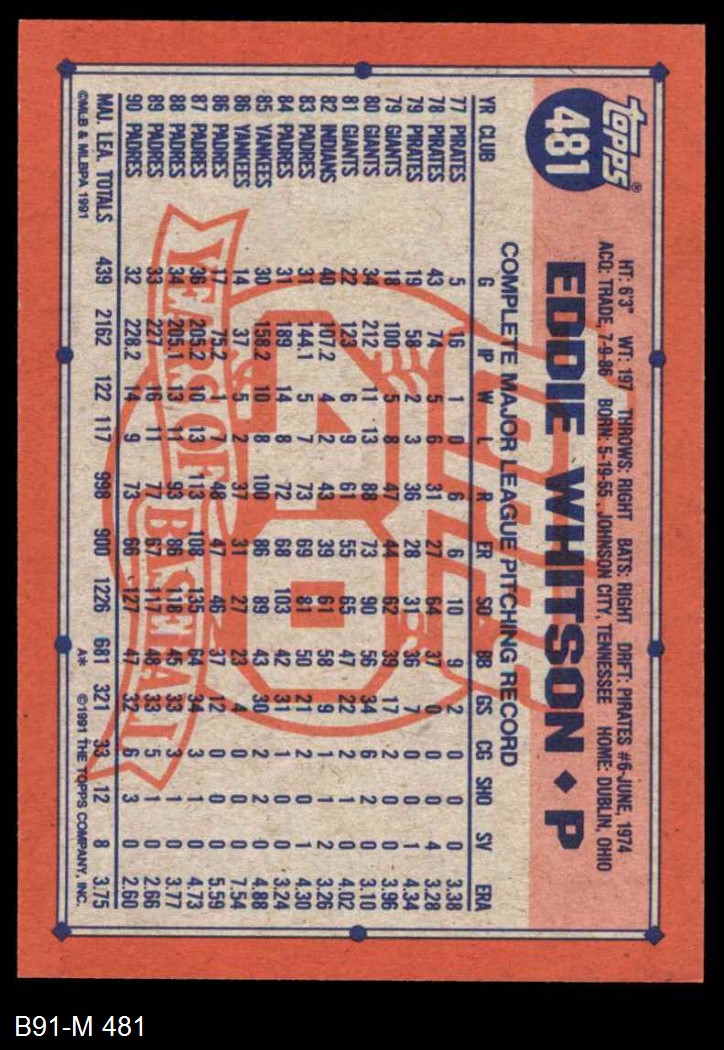 topps®
481
HT: 6'3" WT: 197 THROWS: RIGHT BATS: RIGHT DRFT: PIRATES #6-JUNE, 1974
ACQ: TRADE, 7-9-86 BORN: 5-19-55, JOHNSON CITY, TENNESSEE HOME: DUBLIN, OHIO
EDDIE WHITSON ♦ P
COMPLETE MAJOR LEAGUE PITCHING RECORD
YR CLUB G IP W L R ER SO BB GS CG SHO SV ERA
77 PIRATES 5 16 1 0 6 6 10 9 2 0 0 0 3.38
78 PIRATES 43 74 5 6 31 27 64 37 0 0 0 4 3.28
79 PIRATES 19 58 2 3 36 28 31 36 7 0 0 1 4.34
79 GIANTS 18 100 5 8 47 44 62 39 17 2 0 0 3.96
80 GIANTS 34 212 11 13 88 73 90 56 34 6 2 0 3.10
81 GIANTS 22 123 6 9 61 55 65 47 22 2 1 0 4.02
82 INDIANS 40 107.2 4 2 43 39 61 58 9 1 1 2 3.26
83 PADRES 31 144.1 5 7 73 69 81 50 21 2 0 1 4.30
84 PADRES 31 189 14 8 72 68 103 42 31 1 0 0 3.24
85 YANKEES 30 158.2 10 8 100 86 89 43 30 2 2 0 4.88
86 YANKEES 14 37 5 2 37 31 27 23 4 0 0 0 7.54
86 PADRES 17 75.2 1 7 48 47 46 37 12 0 0 0 5.59
87 PADRES 36 205.2 10 13 113 108 135 64 34 3 1 0 4.73
88 PADRES 34 205.1 13 11 93 86 118 45 33 3 1 0 3.77
89 PADRES 33 227 16 11 77 67 117 48 33 5 1 0 2.66
90 PADRES 32 228.2 14 9 73 66 127 47 32 6 3 0 2.60
MAJ. LEA. TOTALS 439 2162 122 117 998 900 1226 681 321 33 12 8 3.75
©MLB & MLBPA 1991 A* ©1991 THE TOPPS COMPANY, INC.
topps
40
YEARS OF BASEBALL
B91-M 481